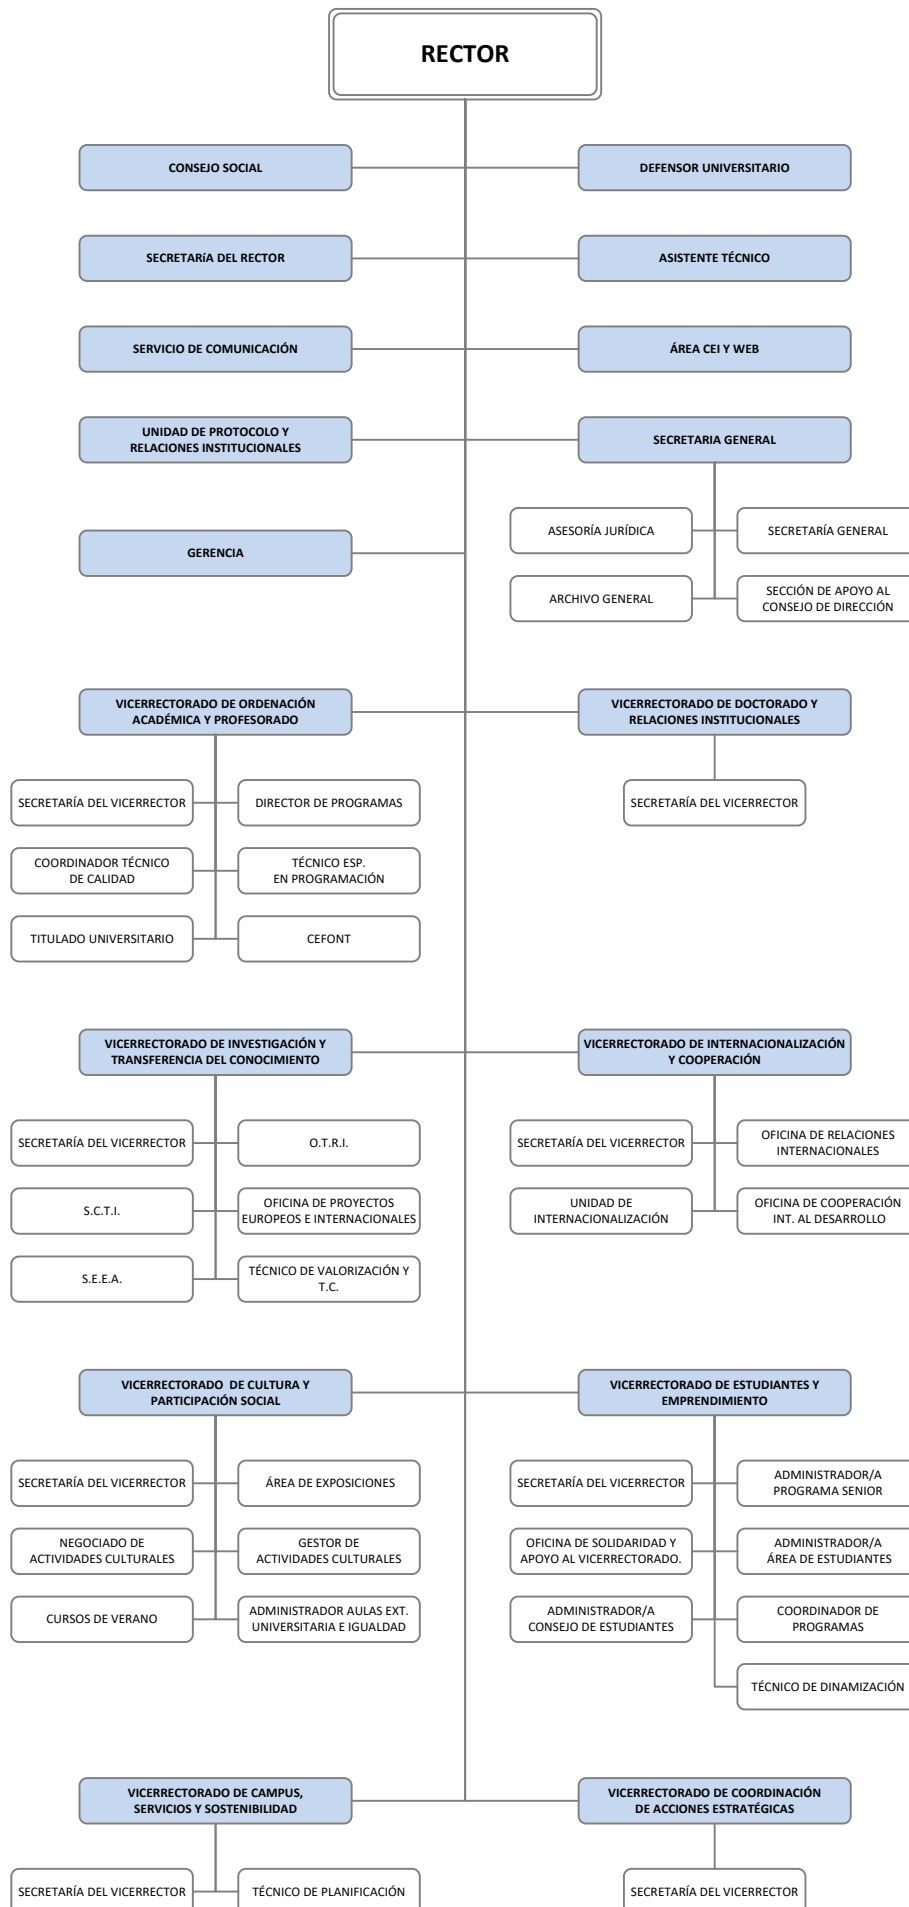 RECTOR
CONSEJO SOCIAL
DEFENSOR UNIVERSITARIO
SECRETARíA DEL RECTOR
ASISTENTE TÉCNICO
SERVICIO DE COMUNICACIÓN
ÁREA CEI Y WEB
UNIDAD DE PROTOCOLO Y
RELACIONES INSTITUCIONALES
SECRETARIA GENERAL
ASESORÍA JURÍDICA
SECRETARÍA GENERAL
GERENCIA
ARCHIVO GENERAL
SECCIÓN DE APOYO AL
CONSEJO DE DIRECCIÓN
VICERRECTORADO DE ORDENACIÓN
ACADÉMICA Y PROFESORADO
VICERRECTORADO DE DOCTORADO Y
RELACIONES INSTITUCIONALES
SECRETARÍA DEL VICERRECTOR
DIRECTOR DE PROGRAMAS
SECRETARÍA DEL VICERRECTOR
COORDINADOR TÉCNICO
DE CALIDAD
TÉCNICO ESP.
EN PROGRAMACIÓN
TITULADO UNIVERSITARIO
CEFONT
VICERRECTORADO DE INVESTIGACIÓN Y
TRANSFERENCIA DEL CONOCIMIENTO
VICERRECTORADO DE INTERNACIONALIZACIÓN
Y COOPERACIÓN
SECRETARÍA DEL VICERRECTOR
O.T.R.I.
SECRETARÍA DEL VICERRECTOR
OFICINA DE RELACIONES
INTERNACIONALES
S.C.T.I.
OFICINA DE PROYECTOS
EUROPEOS E INTERNACIONALES
UNIDAD DE
INTERNACIONALIZACIÓN
OFICINA DE COOPERACIÓN
INT. AL DESARROLLO
S.E.E.A.
TÉCNICO DE VALORIZACIÓN Y
T.C.
VICERRECTORADO DE CULTURA Y
PARTICIPACIÓN SOCIAL
VICERRECTORADO DE ESTUDIANTES Y
EMPRENDIMIENTO
SECRETARÍA DEL VICERRECTOR
ÁREA DE EXPOSICIONES
SECRETARÍA DEL VICERRECTOR
ADMINISTRADOR/A
PROGRAMA SENIOR
NEGOCIADO DE
ACTIVIDADES CULTURALES
GESTOR DE
ACTIVIDADES CULTURALES
OFICINA DE SOLIDARIDAD Y
APOYO AL VICERRECTORADO.
ADMINISTRADOR/A
ÁREA DE ESTUDIANTES
CURSOS DE VERANO
ADMINISTRADOR AULAS EXT.
UNIVERSITARIA E IGUALDAD
ADMINISTRADOR/A
CONSEJO DE ESTUDIANTES
COORDINADOR DE
PROGRAMAS
TÉCNICO DE DINAMIZACIÓN
VICERRECTORADO DE CAMPUS,
SERVICIOS Y SOSTENIBILIDAD
VICERRECTORADO DE COORDINACIÓN
DE ACCIONES ESTRATÉGICAS
SECRETARÍA DEL VICERRECTOR
TÉCNICO DE PLANIFICACIÓN
SECRETARÍA DEL VICERRECTOR